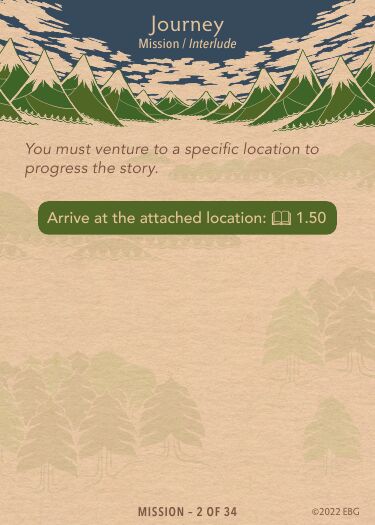 Journey
Mission / Interlude
You must venture to a specific location to
progress the story.
Arrive at the attached location: 1.50
MISSION – 2 OF 34
©2022 EBG